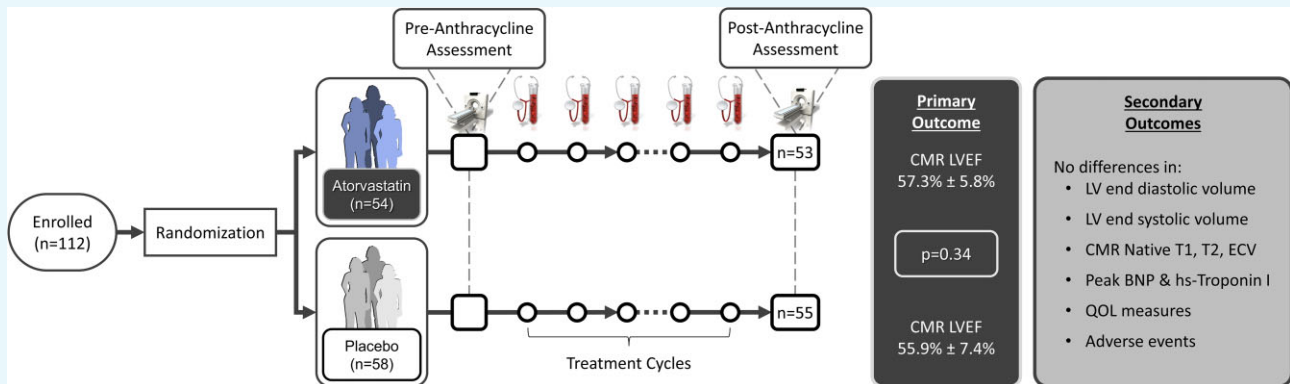 Pre-Anthracycline
Assessment
Post-Anthracycline
Assessment
Enrolled
(n=112)
Randomization
Atorvastatin
(n=54)
n=53
Placebo
(n=58)
n=55
Treatment Cycles
Primary
Outcome
CMR LVEF
57.3% ± 5.8%
p=0.34
CMR LVEF
55.9% ± 7.4%
Secondary
Outcomes
No differences in:
• LV end diastolic volume
• LV end systolic volume
• CMR Native T1, T2, ECV
• Peak BNP & hs-Troponin I
• QOL measures
• Adverse events